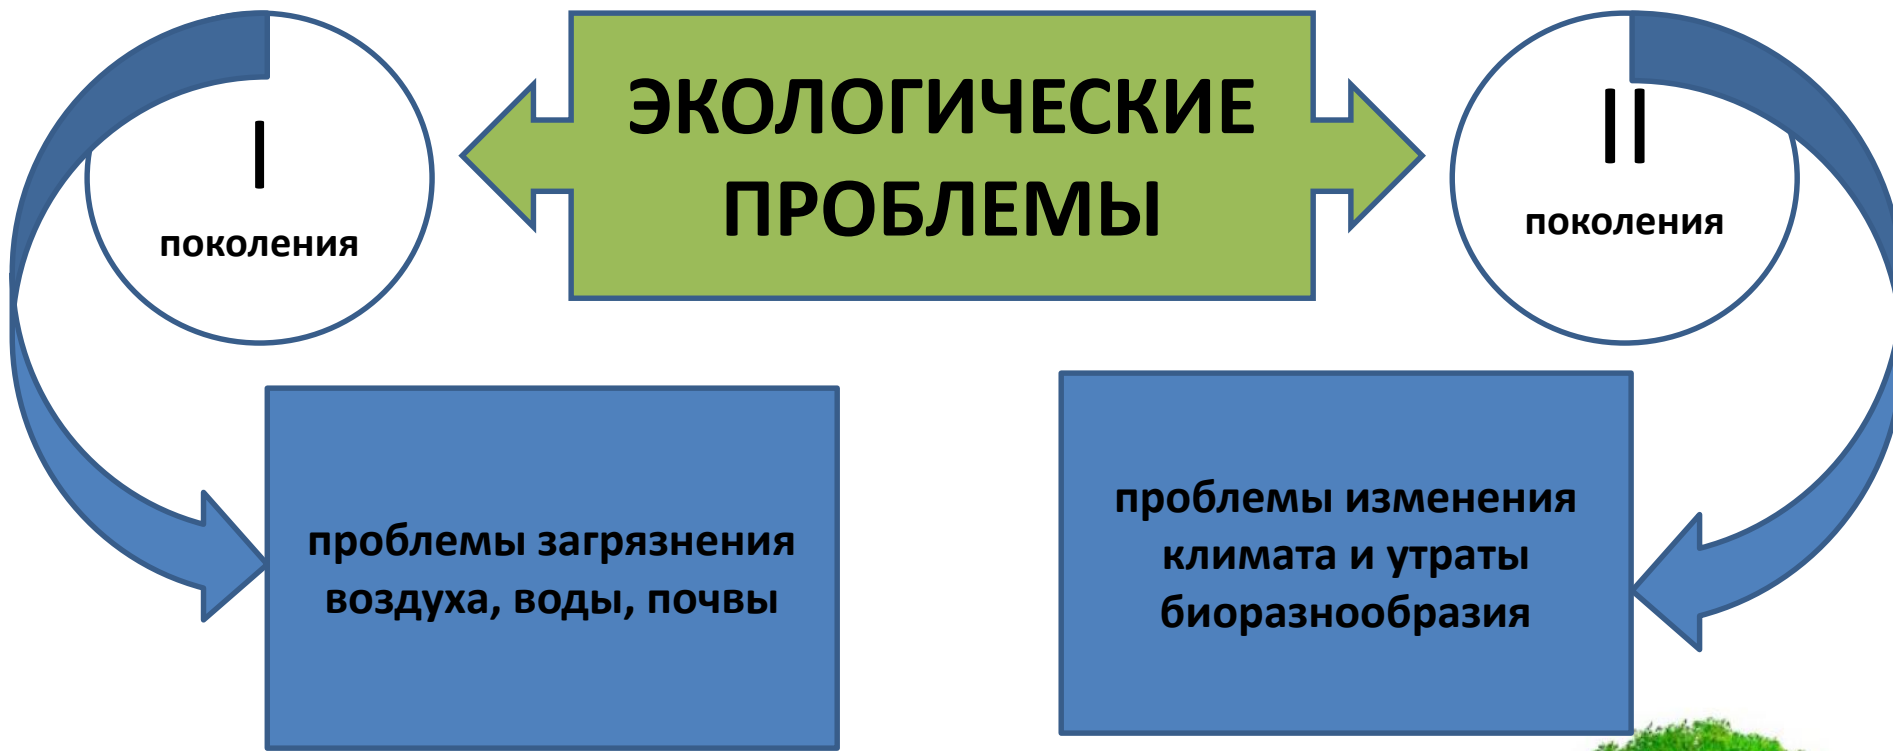 ЭКОЛОГИЧЕСКИЕ
ПРОБЛЕМЫ
I
поколения
II
поколения
проблемы загрязнения
воздуха, воды, почвы
проблемы изменения
климата и утраты
биоразнообразия